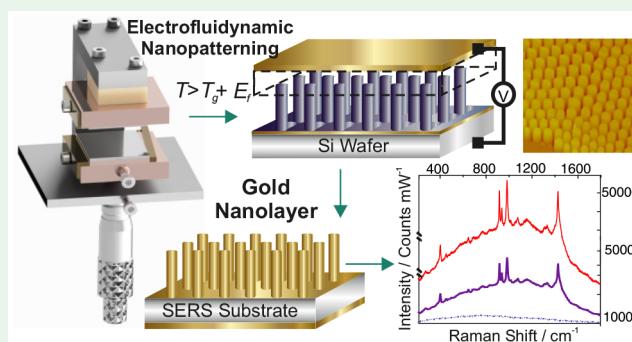 Electrofluidynamic
Nanopatterning
T>Tg+ Ef
V
Si Wafer
Gold
Nanolayer
SERS Substrate
400 800 1200 1600
5000
5000
1000
Intensity / Counts mW⁻¹
Raman Shift / cm⁻¹